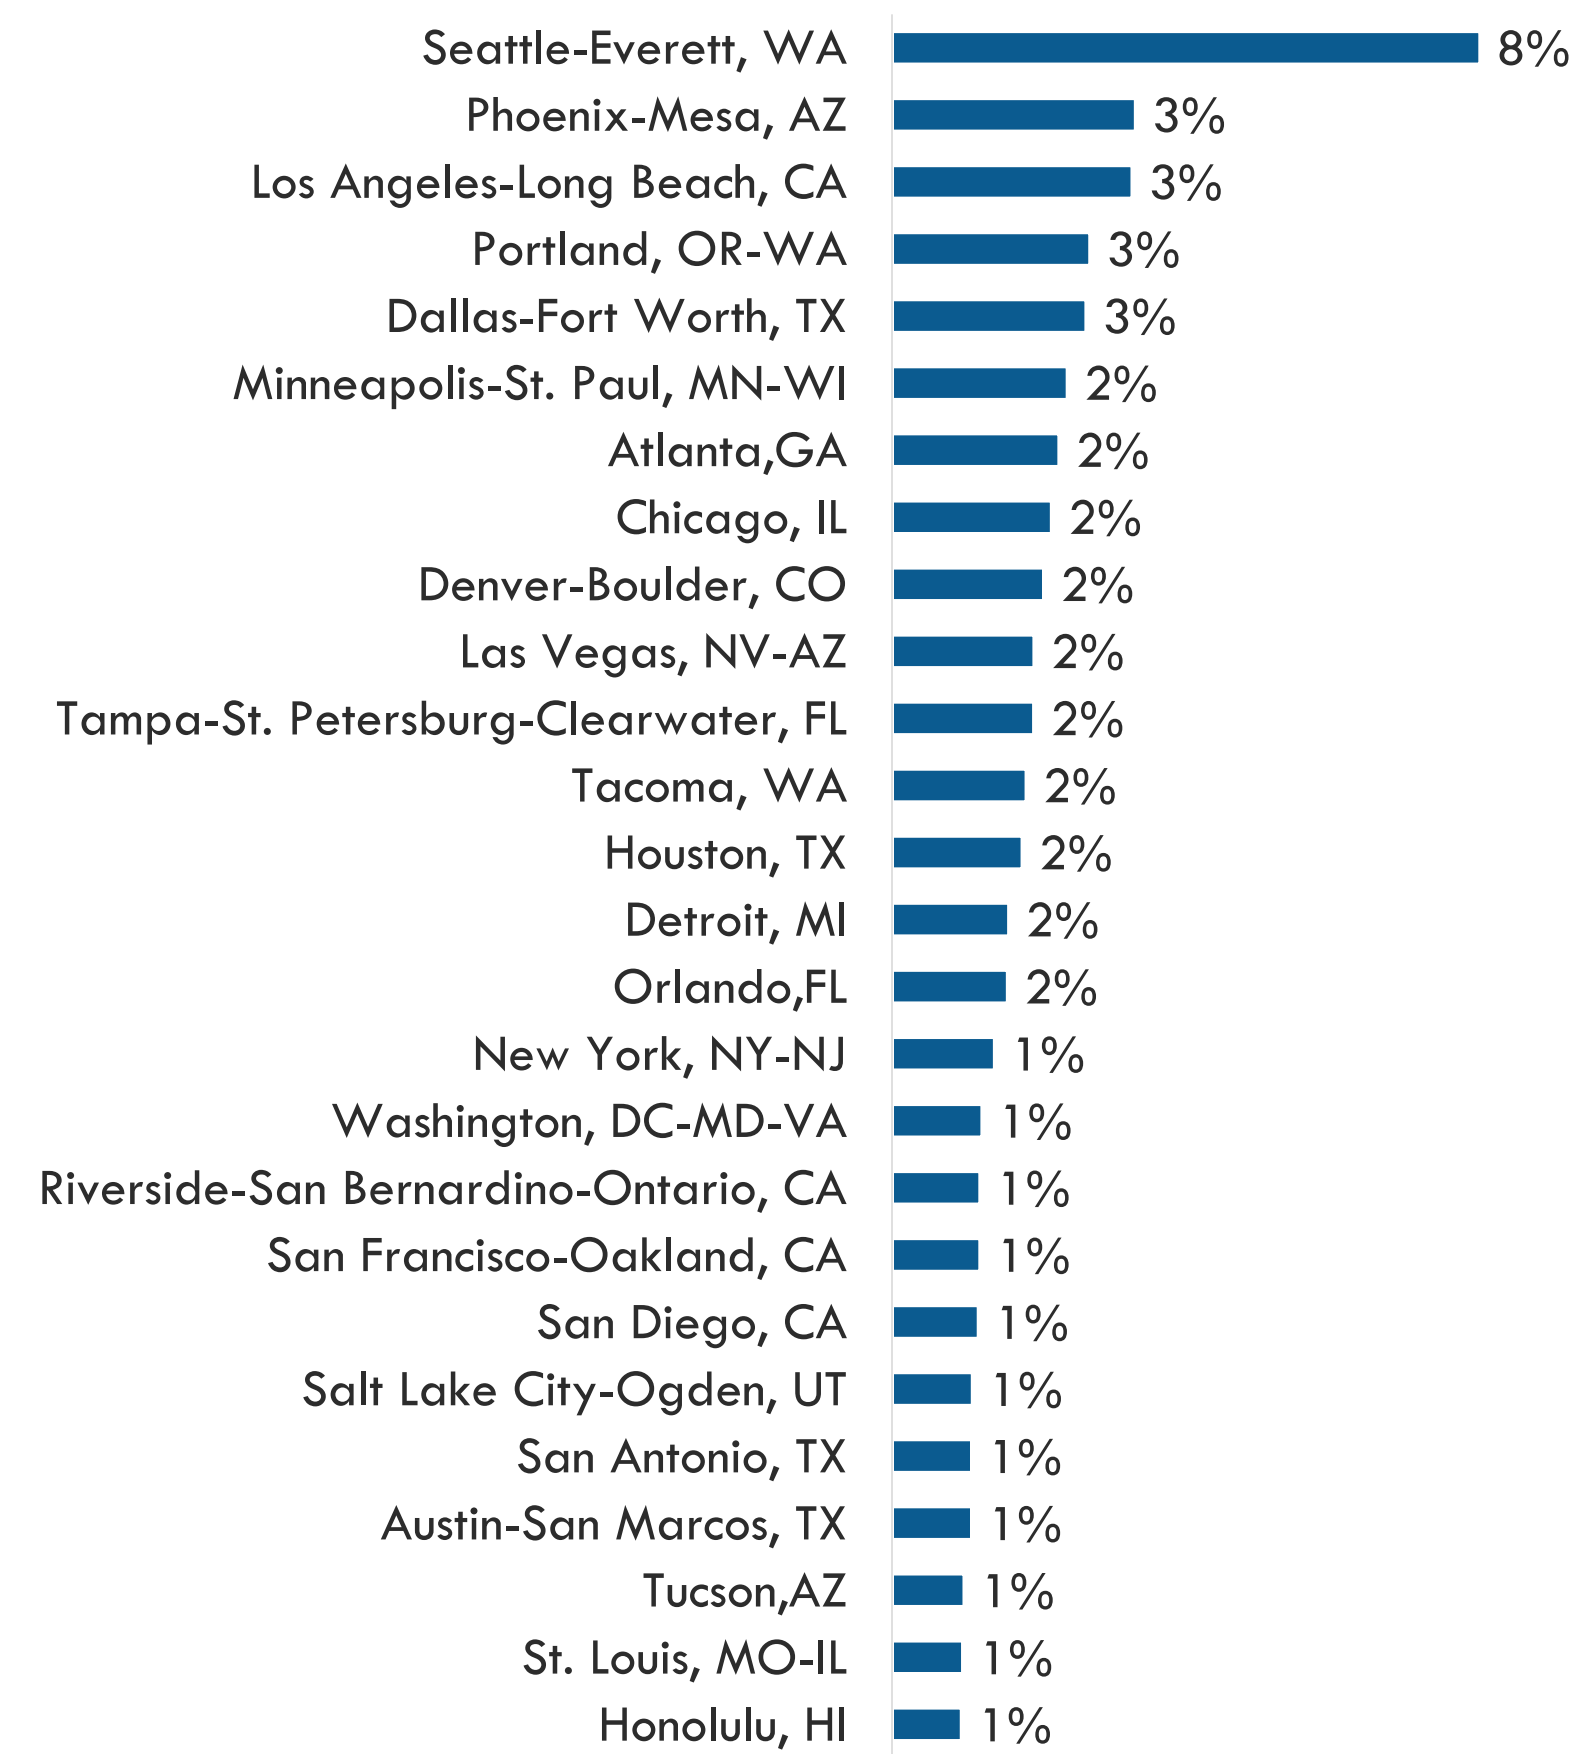 Seattle-Everett, WA 8%
Phoenix-Mesa, AZ 3%
Los Angeles-Long Beach, CA 3%
Portland, OR-WA 3%
Dallas-Fort Worth, TX 3%
Minneapolis-St. Paul, MN-WI 2%
Atlanta,GA 2%
Chicago, IL 2%
Denver-Boulder, CO 2%
Las Vegas, NV-AZ 2%
Tampa-St. Petersburg-Clearwater, FL 2%
Tacoma, WA 2%
Houston, TX 2%
Detroit, MI 2%
Orlando,FL 2%
New York, NY-NJ 1%
Washington, DC-MD-VA 1%
Riverside-San Bernardino-Ontario, CA 1%
San Francisco-Oakland, CA 1%
San Diego, CA 1%
Salt Lake City-Ogden, UT 1%
San Antonio, TX 1%
Austin-San Marcos, TX 1%
Tucson,AZ 1%
St. Louis, MO-IL 1%
Honolulu, HI 1%